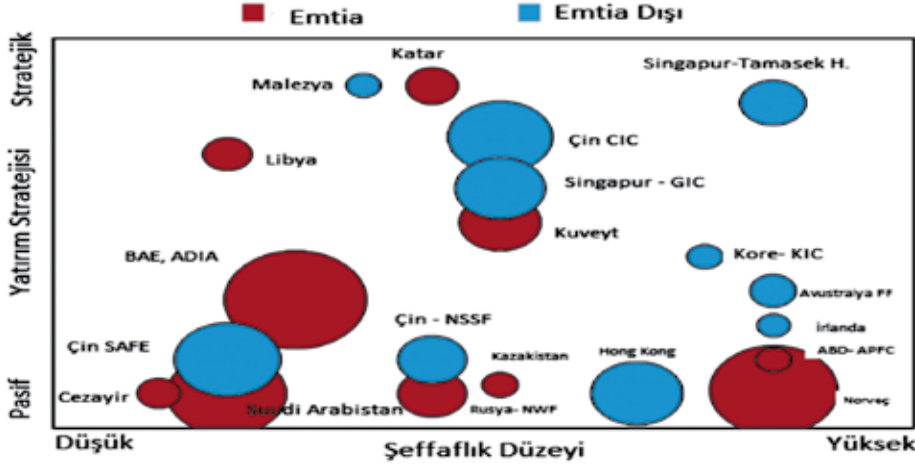 Emtia
Emtia Dışı
Stratejik
Yatırım Stratejisi
Pasif
Katar
Malezya
Singapur-Tamasek H.
Libya
Çin CIC
Singapur - GIC
Kuveyt
BAE, ADIA
Kore- KIC
Avustralya FF
Çin - NSSF
İrlanda
Çin SAFE
Kazakistan
Hong Kong
ABD- APFC
Cezayir
Suudi Arabistan
Rusya- NWF
Norveç
Düşük
Şeffaflık Düzeyi
Yüksek